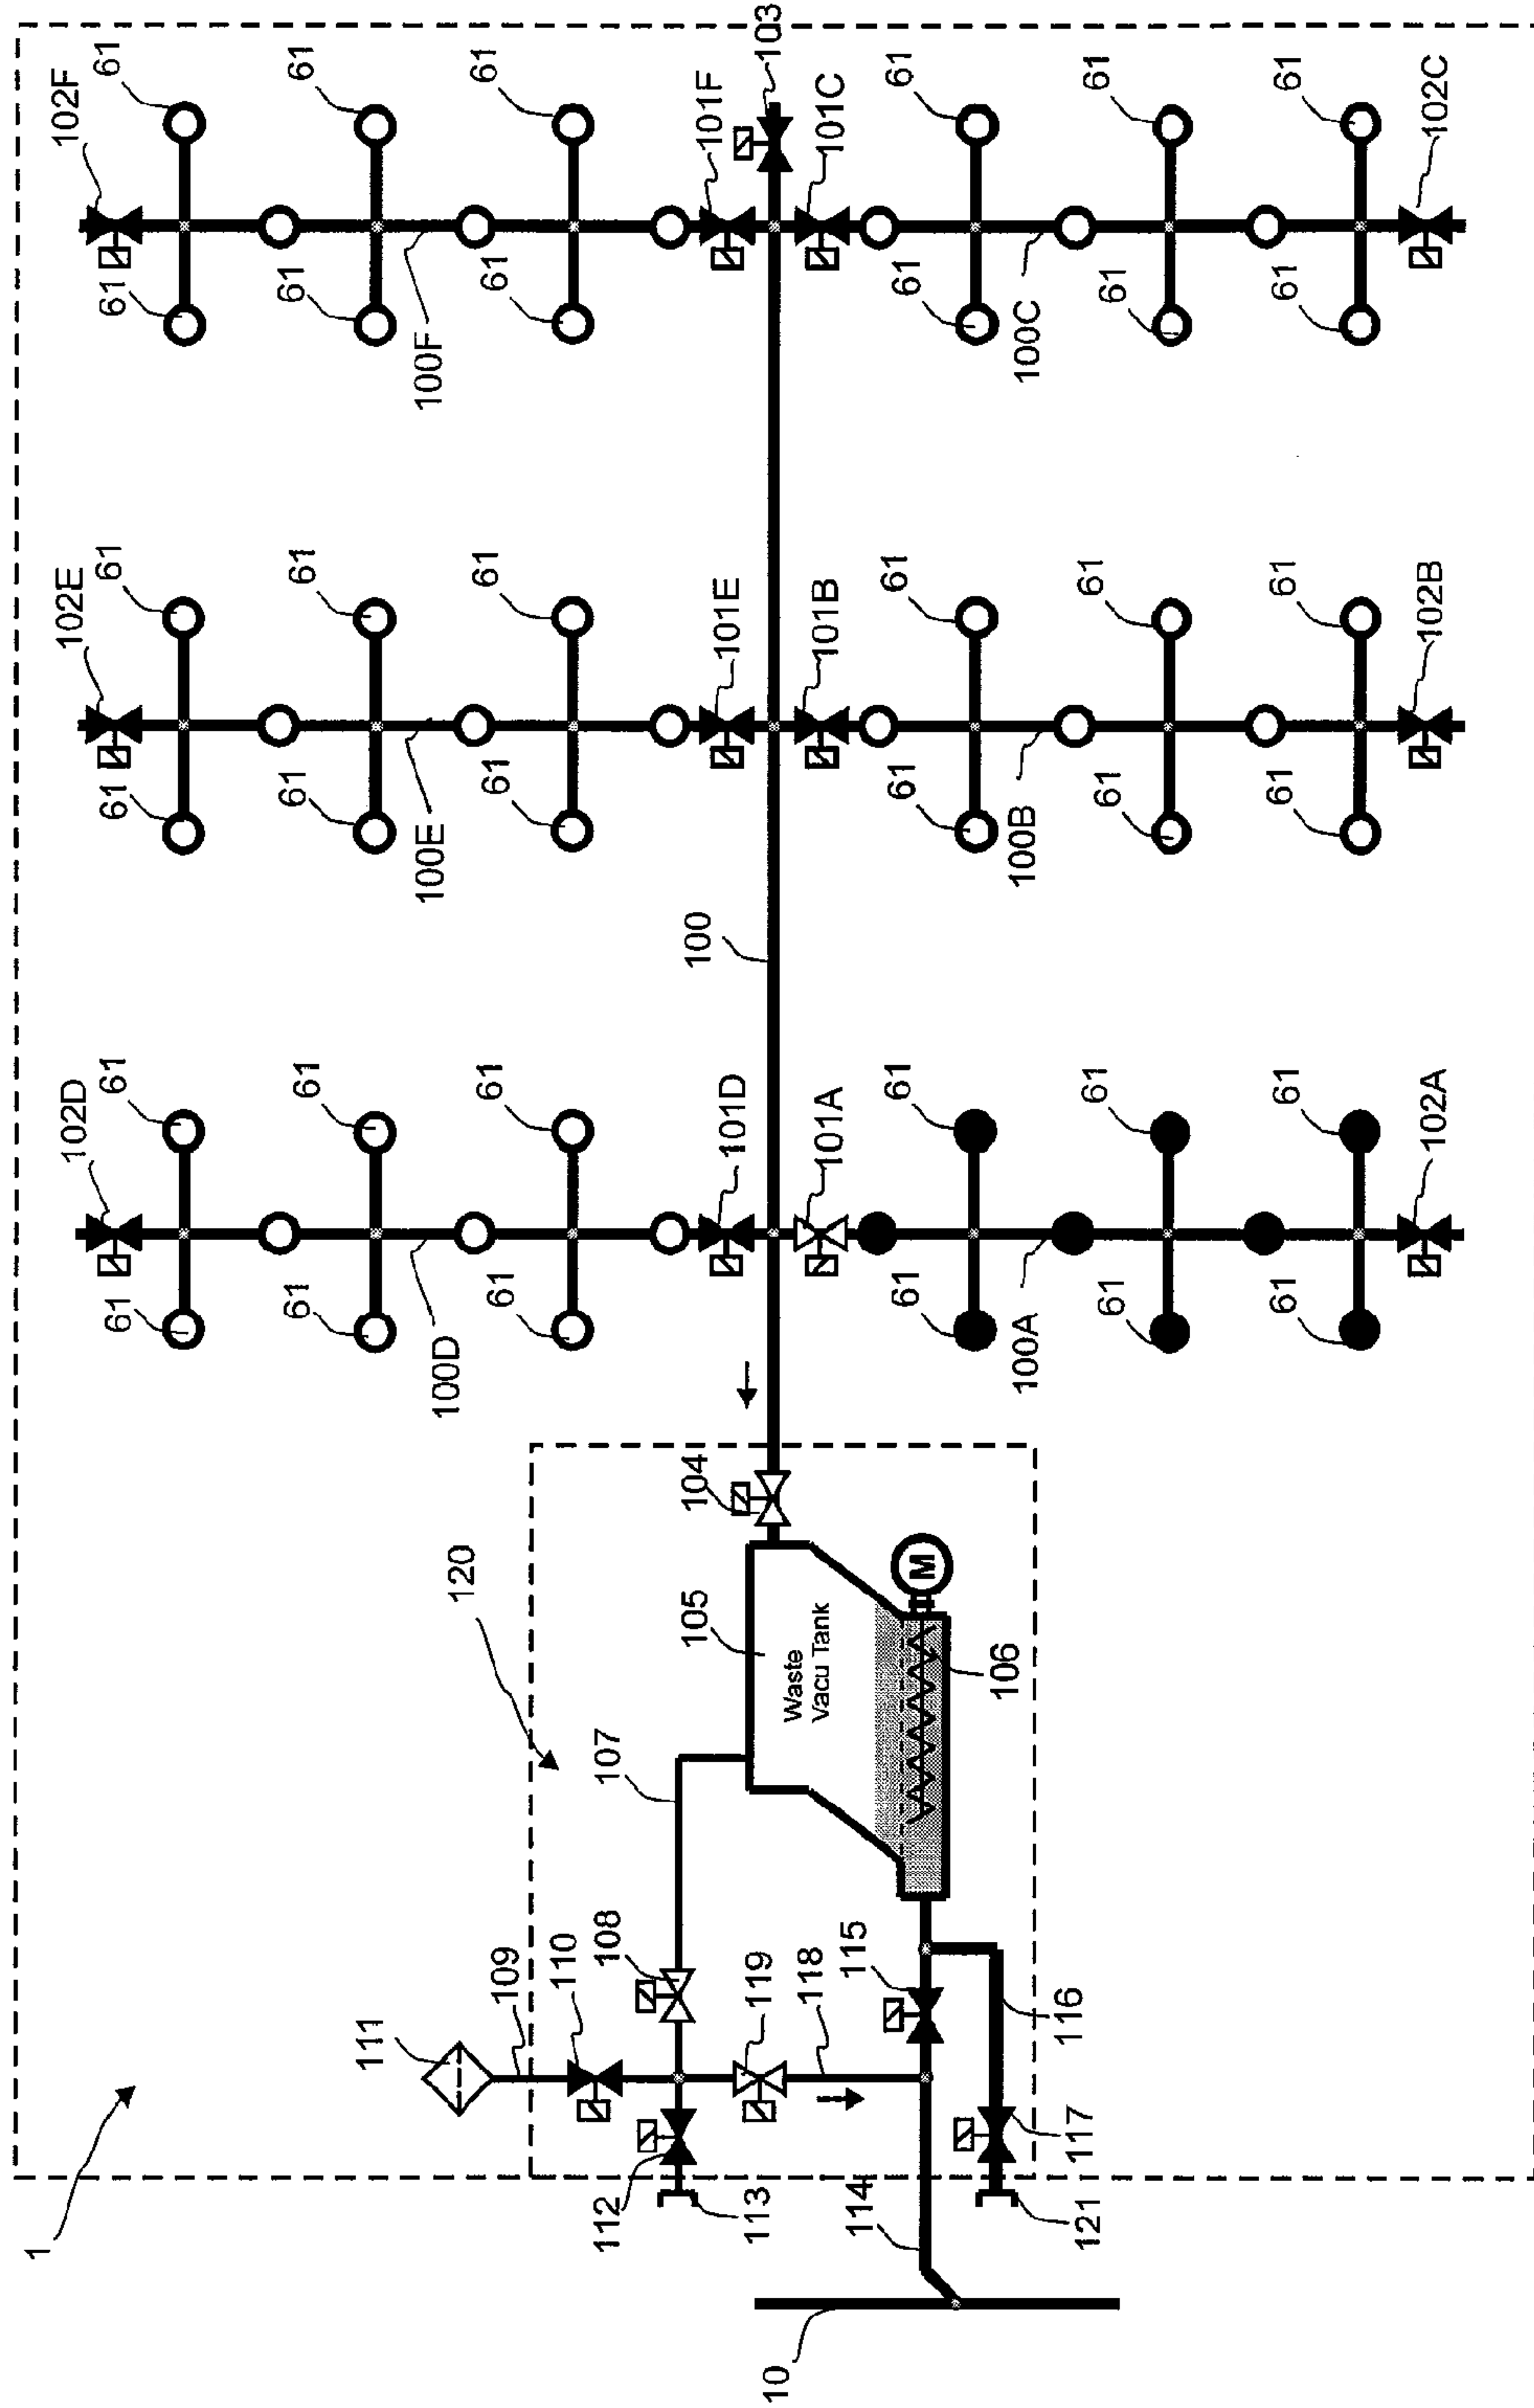 1
102D
102E
102F
61
61
61
61
61
61
61
61
61
61
61
61
111
100D
100E
100F
120
61
61
61
61
61
61
109
110
112
108
107
104
100
105
101D
101E
101F
113
119
103
10
Waste
Vacu Tank
118
101A
101B
101C
114
115
61
61
61
61
61
61
M
106
100A
100B
100C
116
117
121
61
61
61
61
61
61
61
61
61
61
61
61
102A
102B
102C